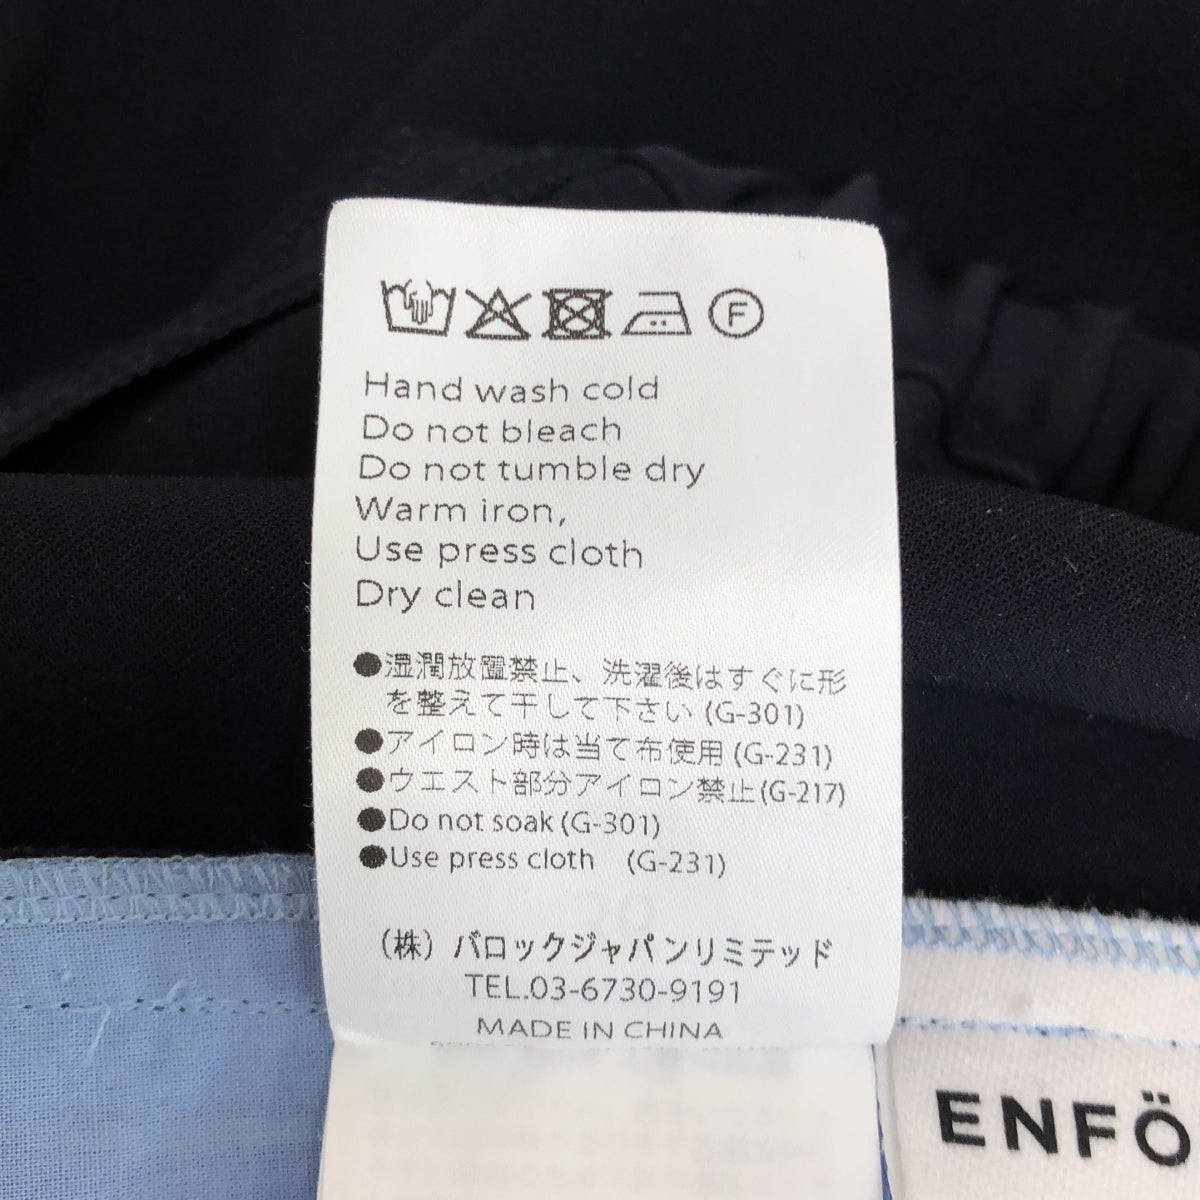 F
Hand wash cold
Do not bleach
Do not tumble dry
Warm iron,
Use press cloth
Dry clean
●湿潤放置禁止、洗濯後はすぐに形
を整えて干して下さい (G-301)
●アイロン時は当て布使用 (G-231)
●ウエスト部分アイロン禁止(G-217)
●Do not soak (G-301)
●Use press cloth (G-231)
(株) バロックジャパンリミテッド
TEL.03-6730-9191
MADE IN CHINA
ENFÖ